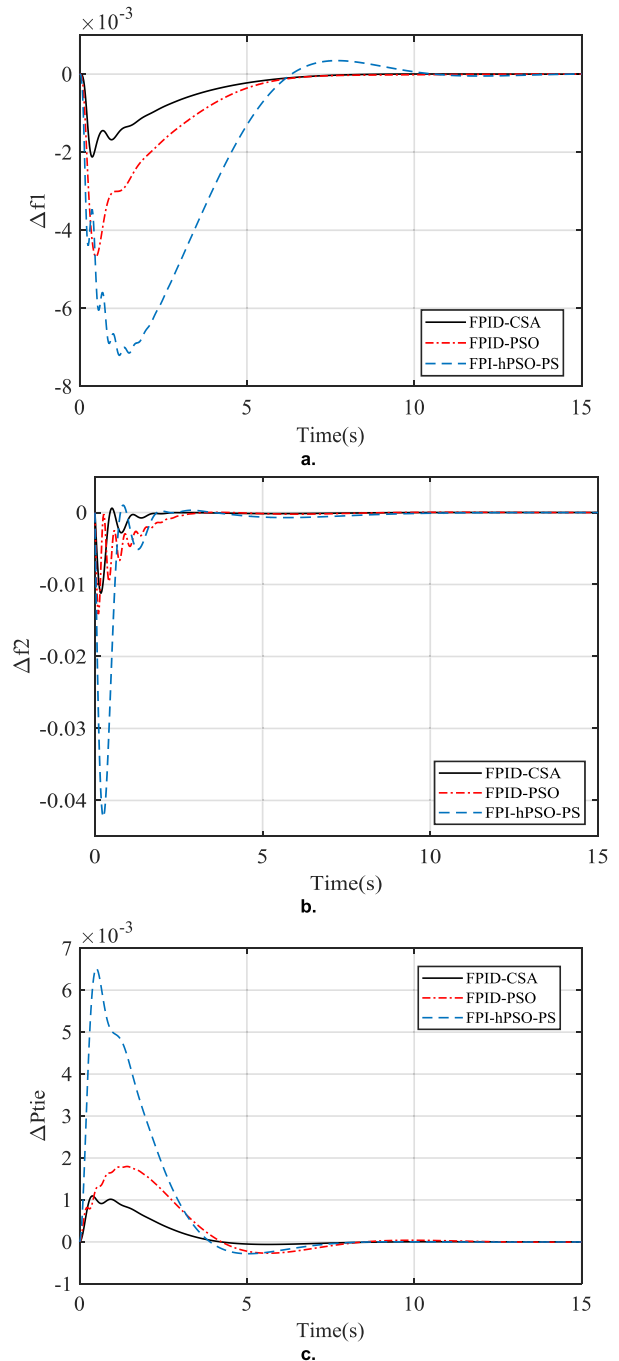 ×10⁻³
0
-2
-4
-6
-8
Δf1
FPID-CSA
FPID-PSO
FPI-hPSO-PS
0 5 10 15
Time(s)
a.
0
-0.01
-0.02
-0.03
-0.04
Δf2
FPID-CSA
FPID-PSO
FPI-hPSO-PS
0 5 10 15
Time(s)
b.
×10⁻³
7
6
5
4
3
2
1
0
-1
ΔPtie
FPID-CSA
FPID-PSO
FPI-hPSO-PS
0 5 10 15
Time(s)
c.